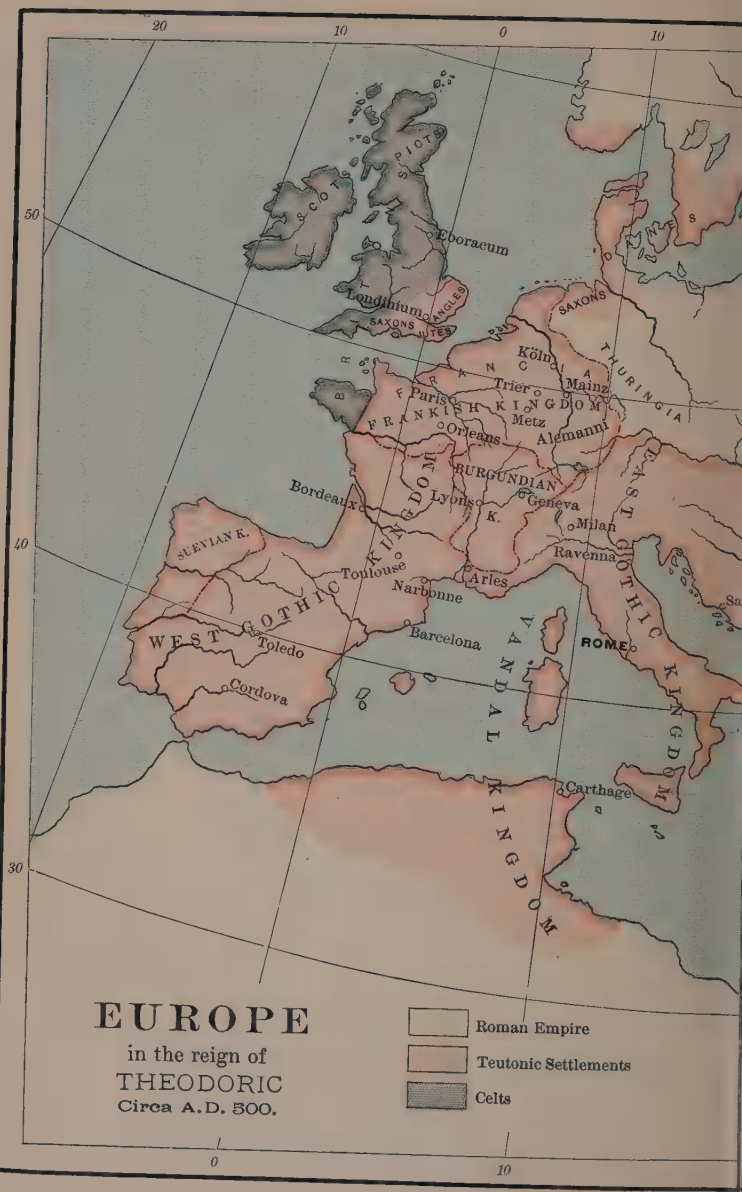 20
10
0
10
50
40
30
SCOTS
PICTS
Eboracum
Londinium
ANGLES
SAXONS
JUTES
BRIT
DANES
SAXONS
THURINGIA
FRANCIA
Köln
Trier
Mainz
Paris
FRANKISH KINGDOM
Metz
Orleans
Alemanni
BURGUNDIAN
K.
Lyons
Geneva
Bordeaux
Milan
Ravenna
SUEVIAN K.
Toulouse
Arles
Narbonne
WEST GOTHIC KINGDOM
Barcelona
Toledo
Cordova
EAST GOTHIC KINGDOM
ROME
Sa
VANDAL KINGDOM
Carthage
EUROPE
in the reign of
THEODORIC
Circa A.D. 500.
Roman Empire
Teutonic Settlements
Celts
0
10